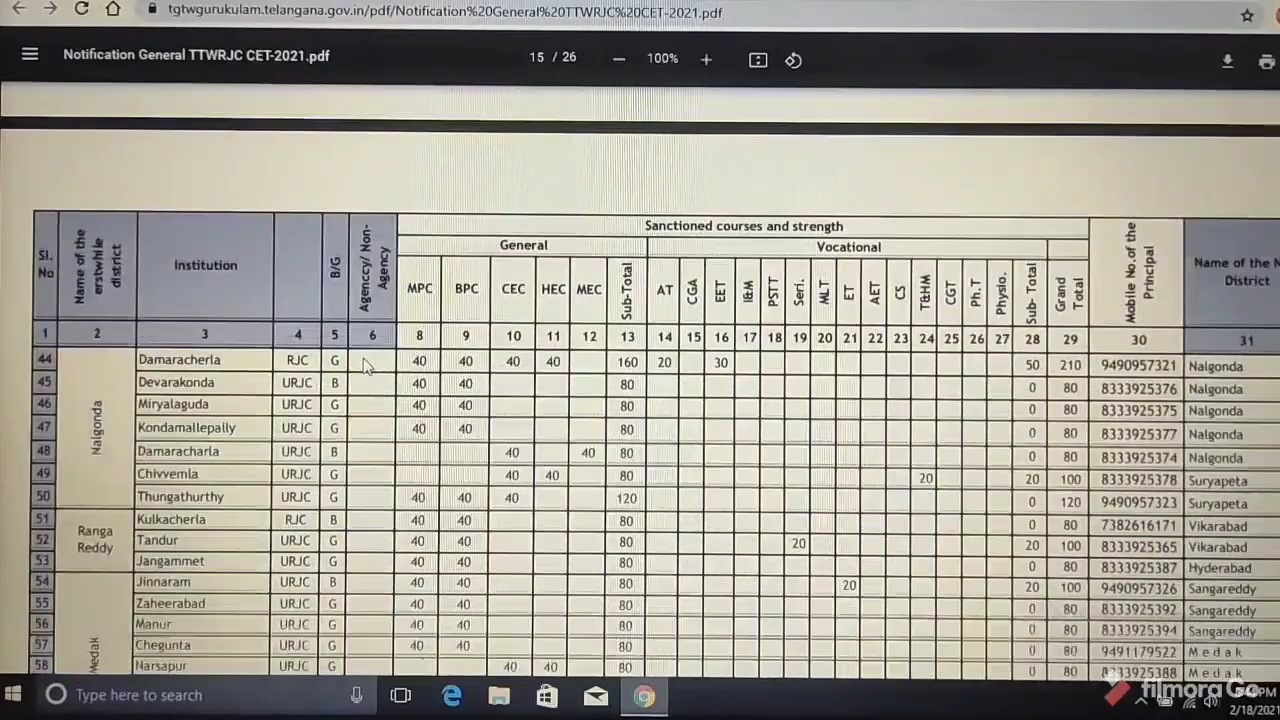 tgtwgurukulam.telangana.gov.in/pdf/Notification%20General%20TTWRJC%20CET-2021.pdf
Notification General TTWRJC CET-2021.pdf 15 / 26 100%
Sanctioned courses and strength
General Vocational
Sl. No Name of the erstwhile district Institution B/G Agenccy/ Non-Agency MPC BPC CEC HEC MEC Sub-Total AT CGA EET I&M PSTT Seri. MLT ET AET CS T&HM CGT Ph.T Physio. Sub- Total Grand Total Mobile No.of the Principal Name of the N District
1 2 3 4 5 6 8 9 10 11 12 13 14 15 16 17 18 19 20 21 22 23 24 25 26 27 28 29 30 31
44 Nalgonda Damaracherla RJC G 40 40 40 40 160 20 30 50 210 9490957321 Nalgonda
45 Devarakonda URJC B 40 40 80 0 80 8333925376 Nalgonda
46 Miryalaguda URJC G 40 40 80 0 80 8333925375 Nalgonda
47 Kondamallepally URJC G 40 40 80 0 80 8333925377 Nalgonda
48 Damaracharla URJC B 40 40 80 0 80 8333925374 Nalgonda
49 Chivvemla URJC G 40 40 80 20 20 100 8333925378 Suryapeta
50 Thungathurthy URJC G 40 40 40 120 0 120 9490957323 Suryapeta
51 Ranga Reddy Kulkacherla RJC B 40 40 80 0 80 7382616171 Vikarabad
52 Tandur URJC G 40 40 80 20 20 100 8333925365 Vikarabad
53 Jangammet URJC G 40 40 80 0 80 8333925387 Hyderabad
54 Medak Jinnaram URJC B 40 40 80 20 20 100 9490957326 Sangareddy
55 Zaheerabad URJC G 40 40 80 0 80 8333925392 Sangareddy
56 Manur URJC G 40 40 80 0 80 8333925394 Sangareddy
57 Chegunta URJC G 40 40 80 0 80 9491179522 Medak
58 Narsapur URJC G 40 40 80 0 80 8333925388 Medak
Type here to search
filmora Go
PM
2/18/2021